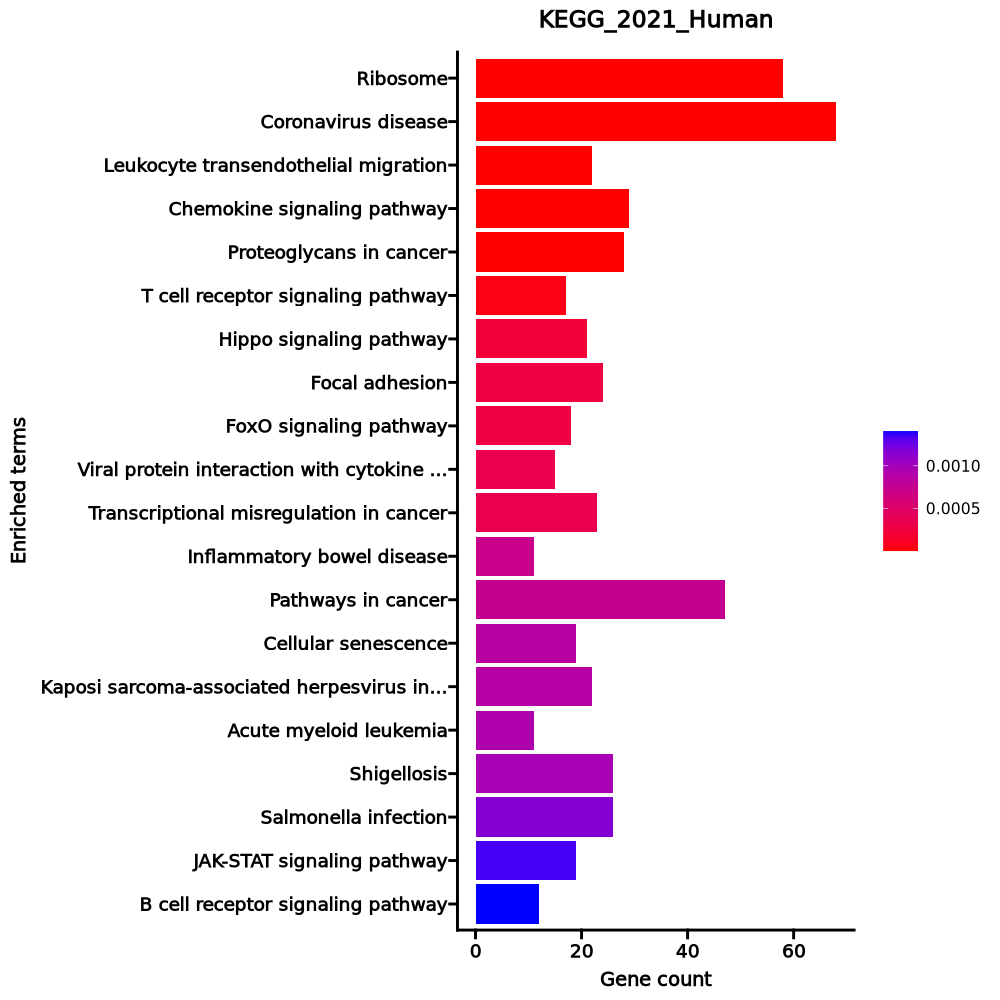 KEGG_2021_Human
Ribosome
Coronavirus disease
Leukocyte transendothelial migration
Chemokine signaling pathway
Proteoglycans in cancer
T cell receptor signaling pathway
Hippo signaling pathway
Focal adhesion
FoxO signaling pathway
Viral protein interaction with cytokine ...
Transcriptional misregulation in cancer
Inflammatory bowel disease
Pathways in cancer
Cellular senescence
Kaposi sarcoma-associated herpesvirus in...
Acute myeloid leukemia
Shigellosis
Salmonella infection
JAK-STAT signaling pathway
B cell receptor signaling pathway
Enriched terms
0 20 40 60
Gene count
0.0010
0.0005